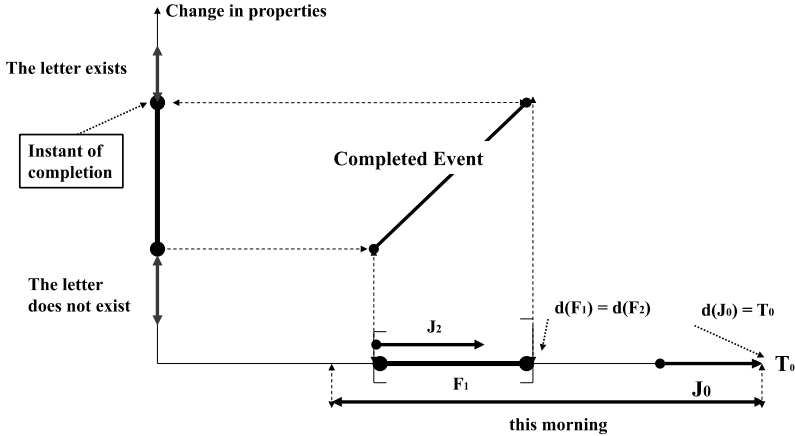 Change in properties
The letter exists
Instant of
completion
Completed Event
The letter
does not exist
d(F1) = d(F2)
d(J0) = T0
J2
T0
F1
J0
this morning